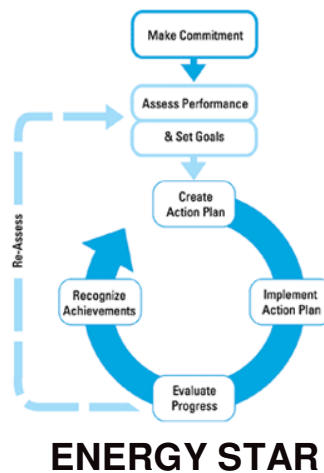 Make Commitment
Assess Performance
& Set Goals
Create
Action Plan
Re-Assess
Recognize
Achievements
Implement
Action Plan
Evaluate
Progress
ENERGY STAR